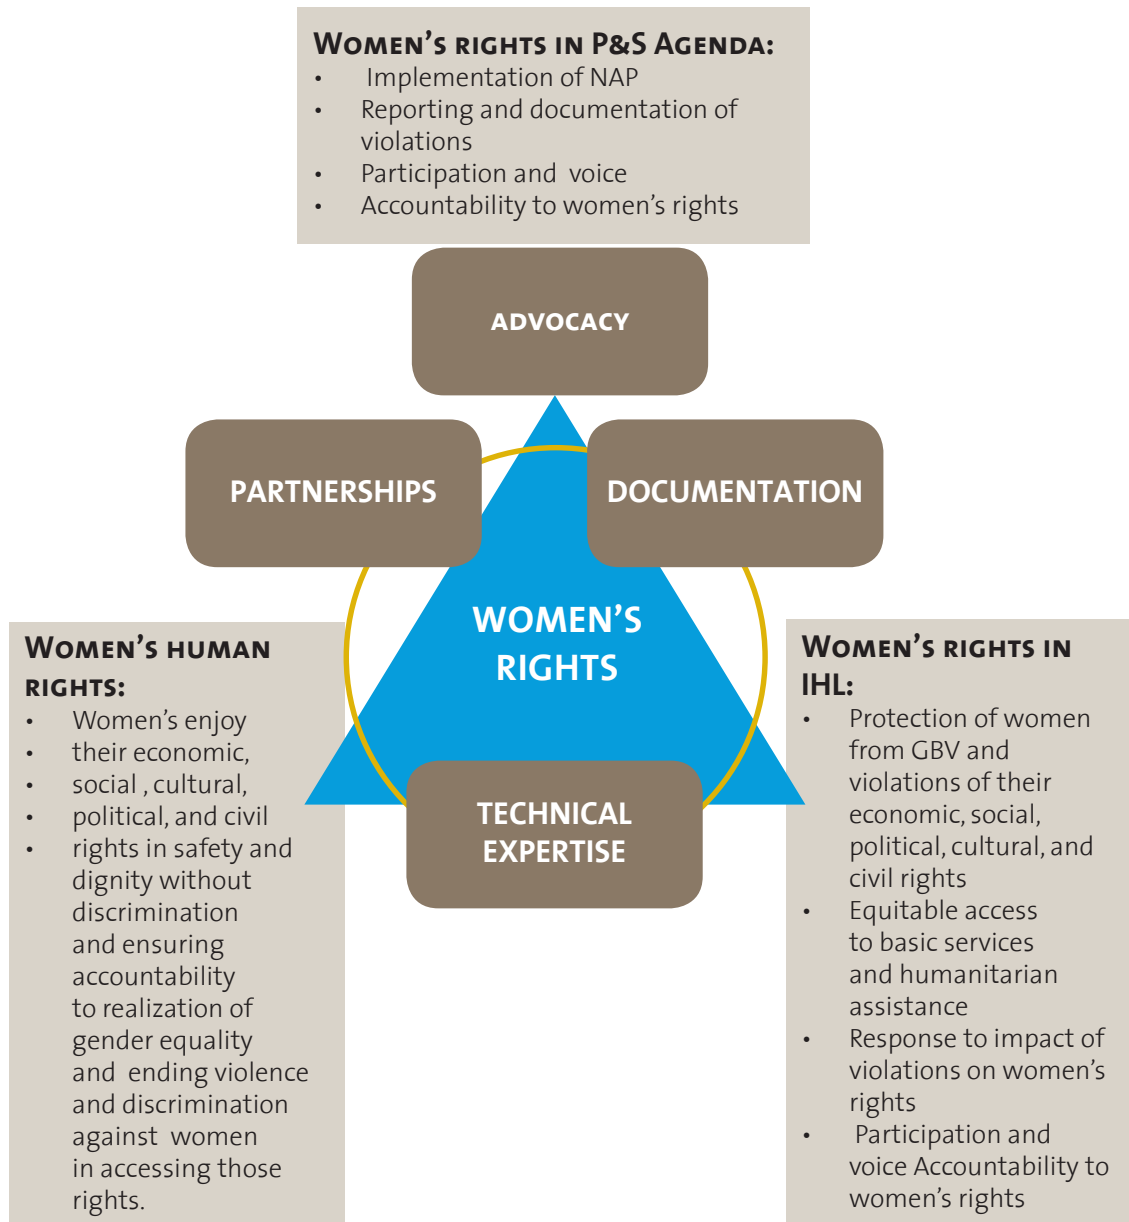 WOMEN'S RIGHTS IN P&S AGENDA:
• Implementation of NAP
• Reporting and documentation of
violations
• Participation and voice
• Accountability to women's rights
ADVOCACY
PARTNERSHIPS
DOCUMENTATION
WOMEN'S
RIGHTS
TECHNICAL
EXPERTISE
WOMEN'S HUMAN
RIGHTS:
• Women's enjoy
• their economic,
• social , cultural,
• political, and civil
• rights in safety and
dignity without
discrimination
and ensuring
accountability
to realization of
gender equality
and ending violence
and discrimination
against women
in accessing those
rights.
WOMEN'S RIGHTS IN
IHL:
• Protection of women
from GBV and
violations of their
economic, social,
political, cultural, and
civil rights
• Equitable access
to basic services
and humanitarian
assistance
• Response to impact of
violations on women's
rights
• Participation and
voice Accountability to
women's rights